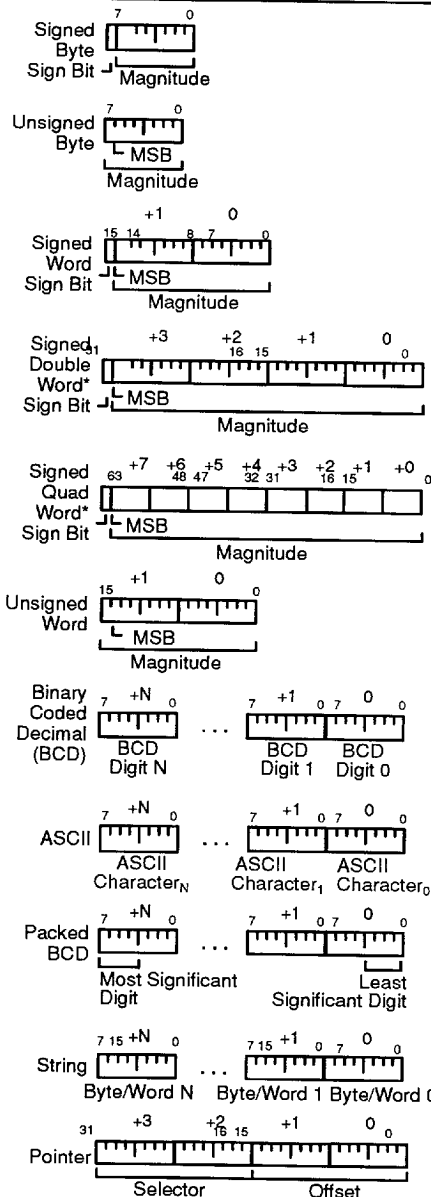 7 0
Signed
Byte
Sign Bit Magnitude
7 0
Unsigned
Byte
MSB
Magnitude
+1 0
15 14 8 7 0
Signed
Word
Sign Bit MSB
Magnitude
Signed
Double
Word*
31 +3 +2 +1 0
16 15 0
Sign Bit MSB
Magnitude
Signed
Quad
Word*
+7 +6 +5 +4 +3 +2 +1 +0
63 48 47 32 31 16 15 0
Sign Bit MSB
Magnitude
+1 0
15 0
Unsigned
Word
MSB
Magnitude
Binary
Coded
Decimal
(BCD)
7 +N 0 ... 7 +1 0 7 0 0
BCD Digit N
BCD Digit 1
BCD Digit 0
7 +N 0 ... 7 +1 0 7 0 0
ASCII
ASCII CharacterN
ASCII Character1
ASCII Character0
7 +N 0 ... 7 +1 0 7 0 0
Packed
BCD
Most Significant
Digit
Least
Significant Digit
7 15 +N 0 ... 7 15 +1 0 7 0 0
String
Byte/Word N Byte/Word 1 Byte/Word 0
31 +3 +2 16 15 +1 0 0
Pointer
Selector Offset